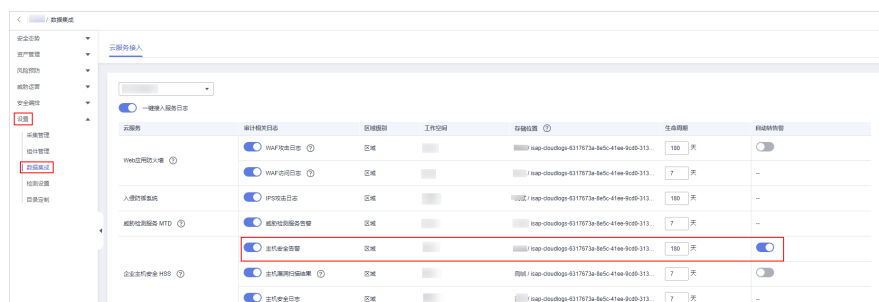 / 数据集成
安全态势
资产管理
风险预防
威胁运营
安全编排
设置
采集管理
组件管理
数据集成
检测设置
目录定制
云服务接入
一键接入服务日志
云服务 审计相关日志 区域级别 工作空间 存储位置 生命周期 自动转告警
Web应用防火墙
WAF攻击日志 区域 / isap-cloudlogs-6317673a-8e5c-41ee-9cd0-313... 180 天
WAF访问日志 区域 / isap-cloudlogs-6317673a-8e5c-41ee-9cd0-313... 7 天 --
入侵防御系统 IPS攻击日志 区域 / isap-cloudlogs-6317673a-8e5c-41ee-9cd0-313... 180 天 --
威胁检测服务 MTD 威胁检测服务告警 区域 / isap-cloudlogs-6317673a-8e5c-41ee-9cd0-313... 7 天 --
主机安全告警 区域 / isap-cloudlogs-6317673a-8e5c-41ee-9cd0-313... 180 天
企业主机安全 HSS 主机漏洞扫描结果 区域 / isap-cloudlogs-6317673a-8e5c-41ee-9cd0-313... 7 天
主机安全日志 区域 / isap-cloudlogs-6317673a-8e5c-41ee-9cd0-313... 7 天 --